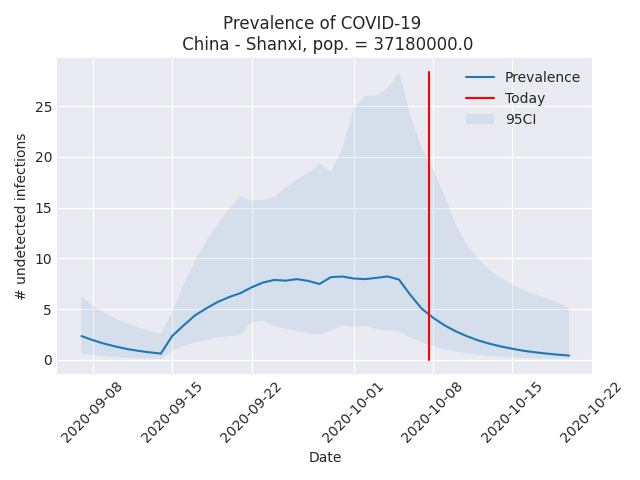 Prevalence of COVID-19
China - Shanxi, pop. = 37180000.0
Prevalence
Today
95CI
# undetected infections
25
20
15
10
5
0
2020-09-08
2020-09-15
2020-09-22
2020-10-01
2020-10-08
2020-10-15
2020-10-22
Date